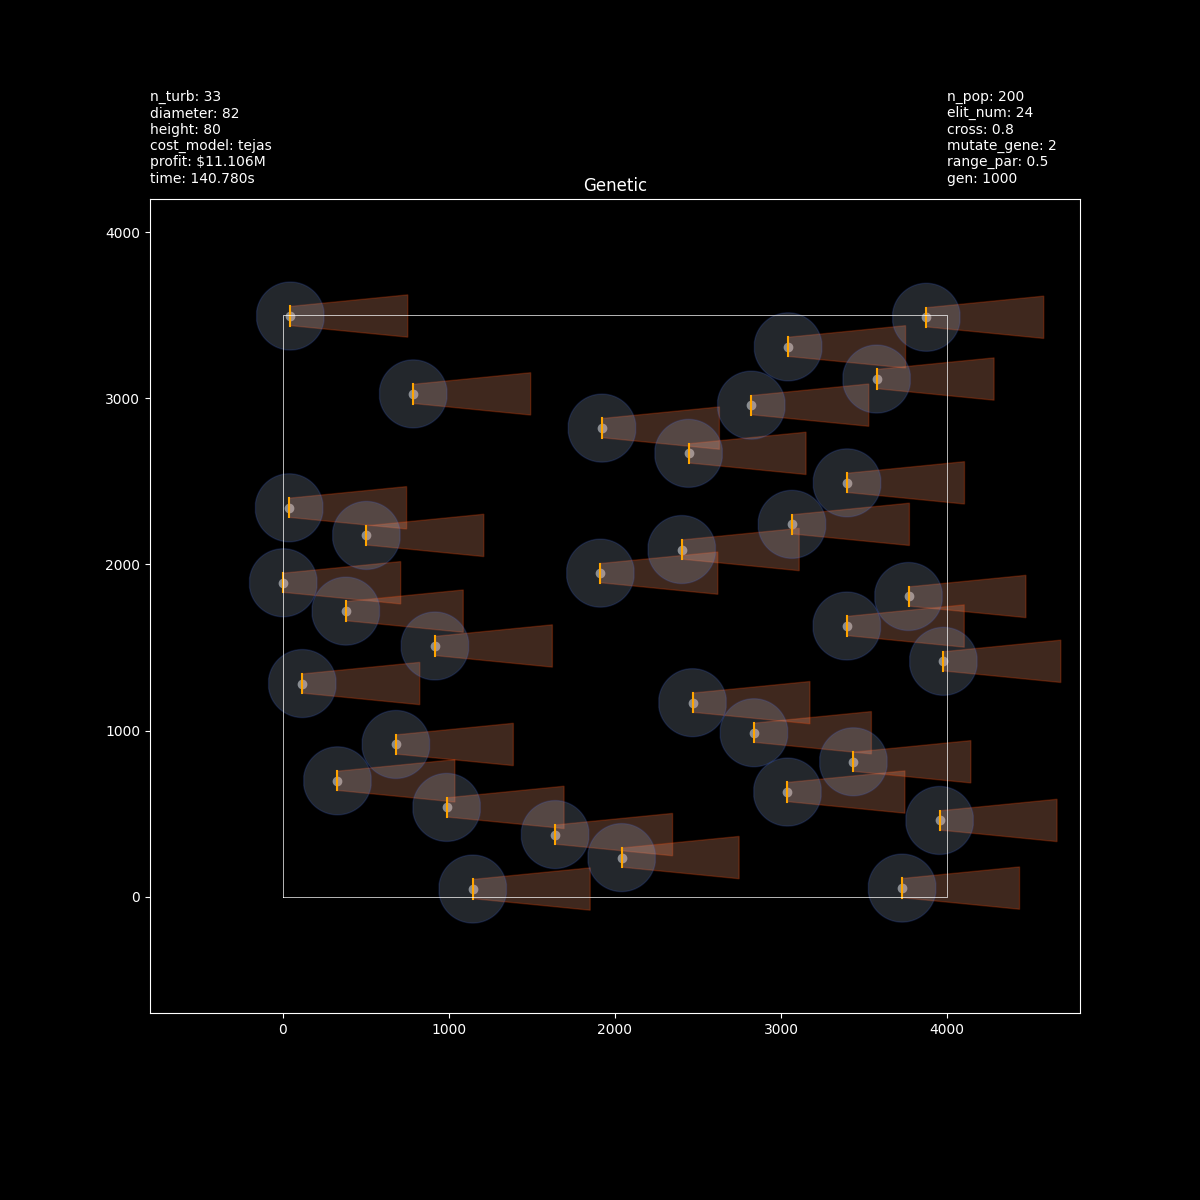 n_turb: 33
diameter: 82
height: 80
cost_model: tejas
profit: $11.106M
time: 140.780s
n_pop: 200
elit_num: 24
cross: 0.8
mutate_gene: 2
range_par: 0.5
gen: 1000
Genetic
4000
3000
2000
1000
0
0
1000
2000
3000
4000